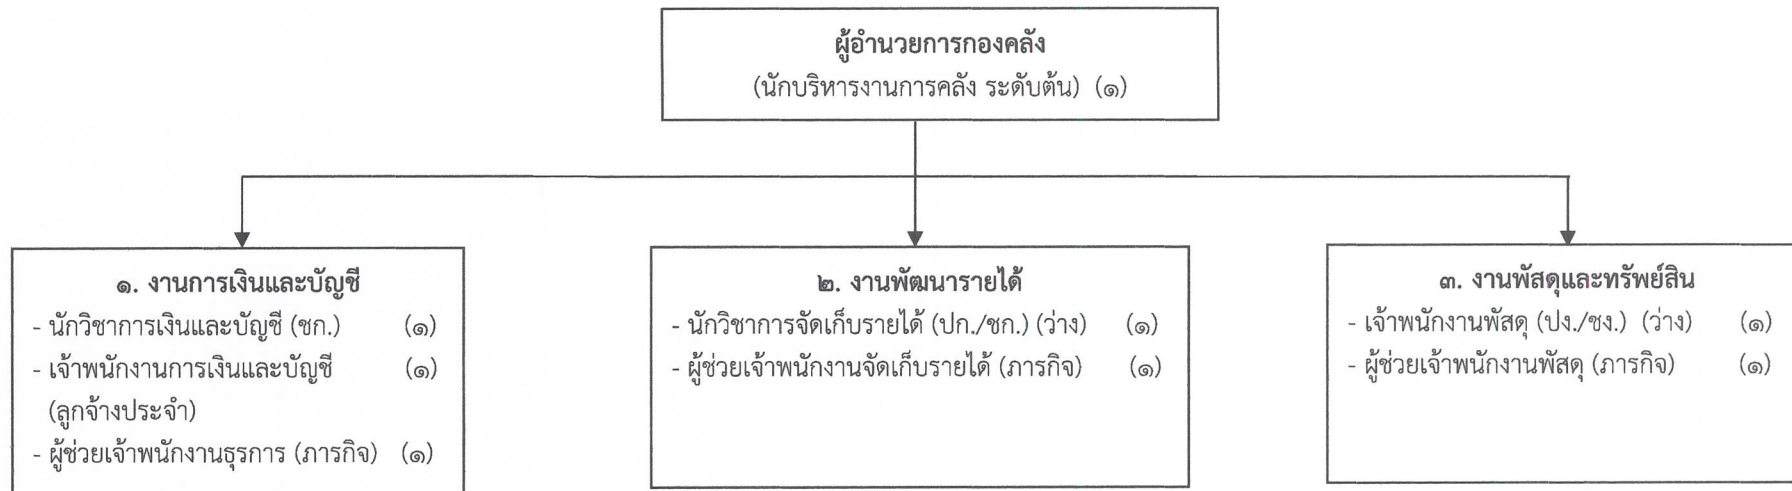 ผู้อำนวยการกองคลัง
(นักบริหารงานการคลัง ระดับต้น) (๑)
๑. งานการเงินและบัญชี
- นักวิชาการเงินและบัญชี (ชก.) (๑)
- เจ้าพนักงานการเงินและบัญชี (๑)
(ลูกจ้างประจำ)
- ผู้ช่วยเจ้าพนักงานธุรการ (ภารกิจ) (๑)
๒. งานพัฒนารายได้
- นักวิชาการจัดเก็บรายได้ (ปก./ชก.) (ว่าง) (๑)
- ผู้ช่วยเจ้าพนักงานจัดเก็บรายได้ (ภารกิจ) (๑)
๓. งานพัสดุและทรัพย์สิน
- เจ้าพนักงานพัสดุ (ปง./ชง.) (ว่าง) (๑)
- ผู้ช่วยเจ้าพนักงานพัสดุ (ภารกิจ) (๑)